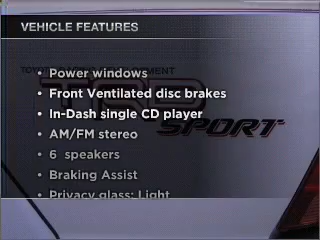 VEHICLE FEATURES
• Power windows
• Front Ventilated disc brakes
• In-Dash single CD player
• AM/FM stereo
• 6 speakers
• Braking Assist
• Privacy glass: Light
TRD
SPORT